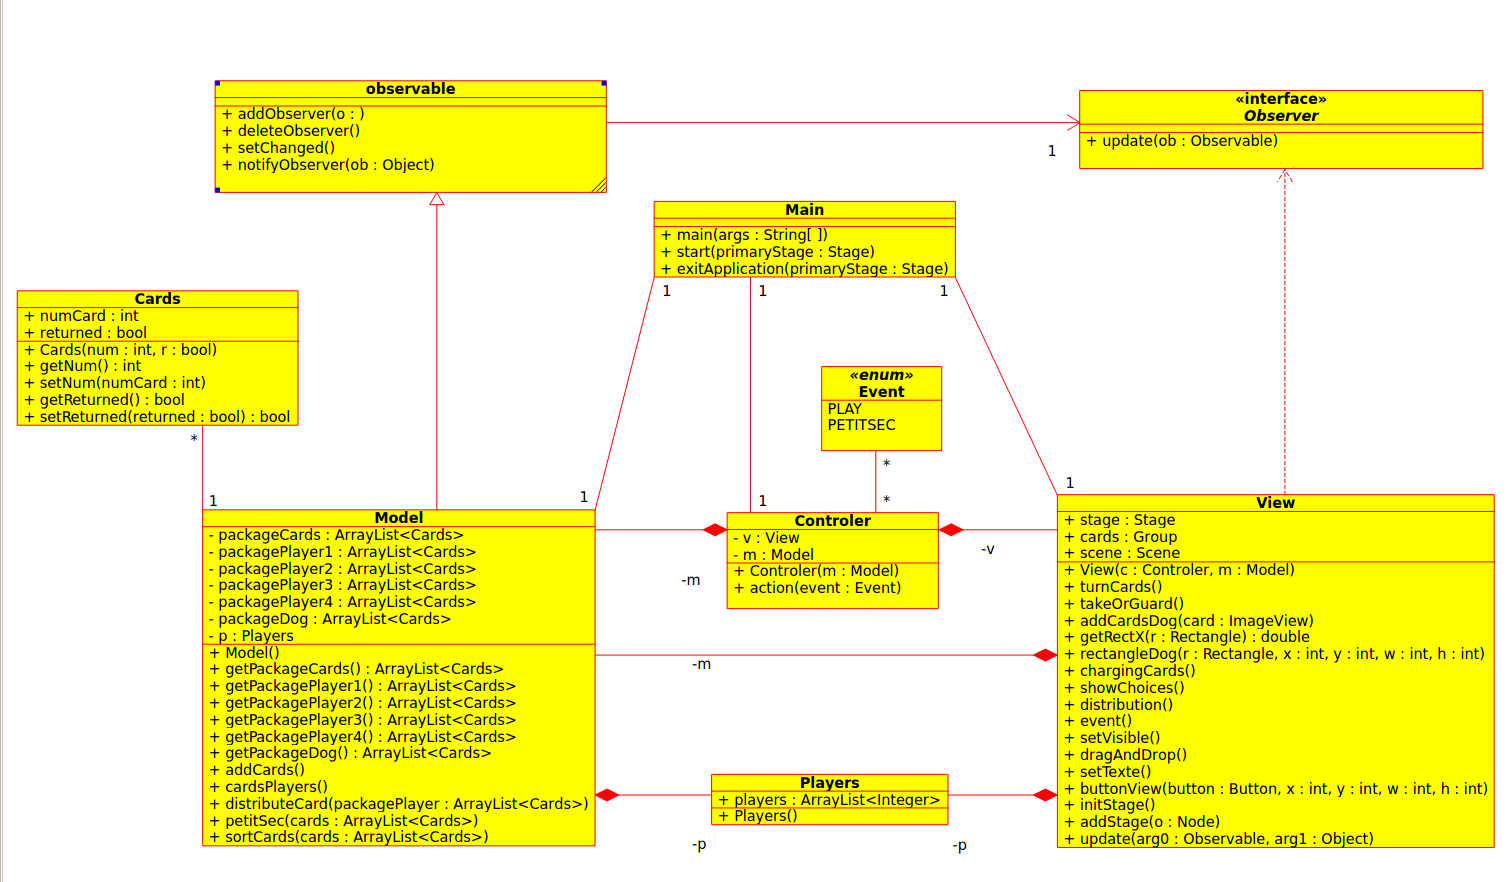 observable
+ addObserver(o : )
+ deleteObserver()
+ setChanged()
+ notifyObserver(ob : Object)
«interface»
Observer
+ update(ob : Observable)
1
Main
+ main(args : String[ ])
+ start(primaryStage : Stage)
+ exitApplication(primaryStage : Stage)
1
1
1
Cards
+ numCard : int
+ returned : bool
+ Cards(num : int, r : bool)
+ getNum() : int
+ setNum(numCard : int)
+ getReturned() : bool
+ setReturned(returned : bool) : bool
*
1
«enum»
Event
PLAY
PETITSEC
*
*
1
1
1
Model
- packageCards : ArrayList<Cards>
- packagePlayer1 : ArrayList<Cards>
- packagePlayer2 : ArrayList<Cards>
- packagePlayer3 : ArrayList<Cards>
- packagePlayer4 : ArrayList<Cards>
- packageDog : ArrayList<Cards>
- p : Players
+ Model()
+ getPackageCards() : ArrayList<Cards>
+ getPackagePlayer1() : ArrayList<Cards>
+ getPackagePlayer2() : ArrayList<Cards>
+ getPackagePlayer3() : ArrayList<Cards>
+ getPackagePlayer4() : ArrayList<Cards>
+ getPackageDog() : ArrayList<Cards>
+ addCards()
+ cardsPlayers()
+ distributeCard(packagePlayer : ArrayList<Cards>)
+ petitSec(cards : ArrayList<Cards>)
+ sortCards(cards : ArrayList<Cards>)
Controler
- v : View
- m : Model
+ Controler(m : Model)
+ action(event : Event)
-m
-v
-m
Players
+ players : ArrayList<Integer>
+ Players()
-p
-p
View
+ stage : Stage
+ cards : Group
+ scene : Scene
+ View(c : Controler, m : Model)
+ turnCards()
+ takeOrGuard()
+ addCardsDog(card : ImageView)
+ getRectX(r : Rectangle) : double
+ rectangleDog(r : Rectangle, x : int, y : int, w : int, h : int)
+ chargingCards()
+ showChoices()
+ distribution()
+ event()
+ setVisible()
+ dragAndDrop()
+ setTexte()
+ buttonView(button : Button, x : int, y : int, w : int, h : int)
+ initStage()
+ addStage(o : Node)
+ update(arg0 : Observable, arg1 : Object)